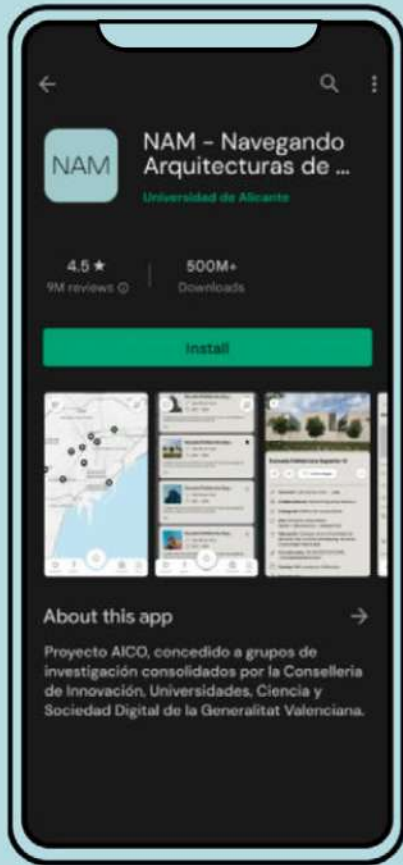 NAM
NAM - Navegando
Arquitecturas de ...
Universidad de Alicante
4.5 ★
500M+
9M reviews
Downloads
Install
About this app
Proyecto AICO, concedido a grupos de
investigación consolidados por la Conselleria
de Innovación, Universidades, Ciencia y
Sociedad Digital de la Generalitat Valenciana.